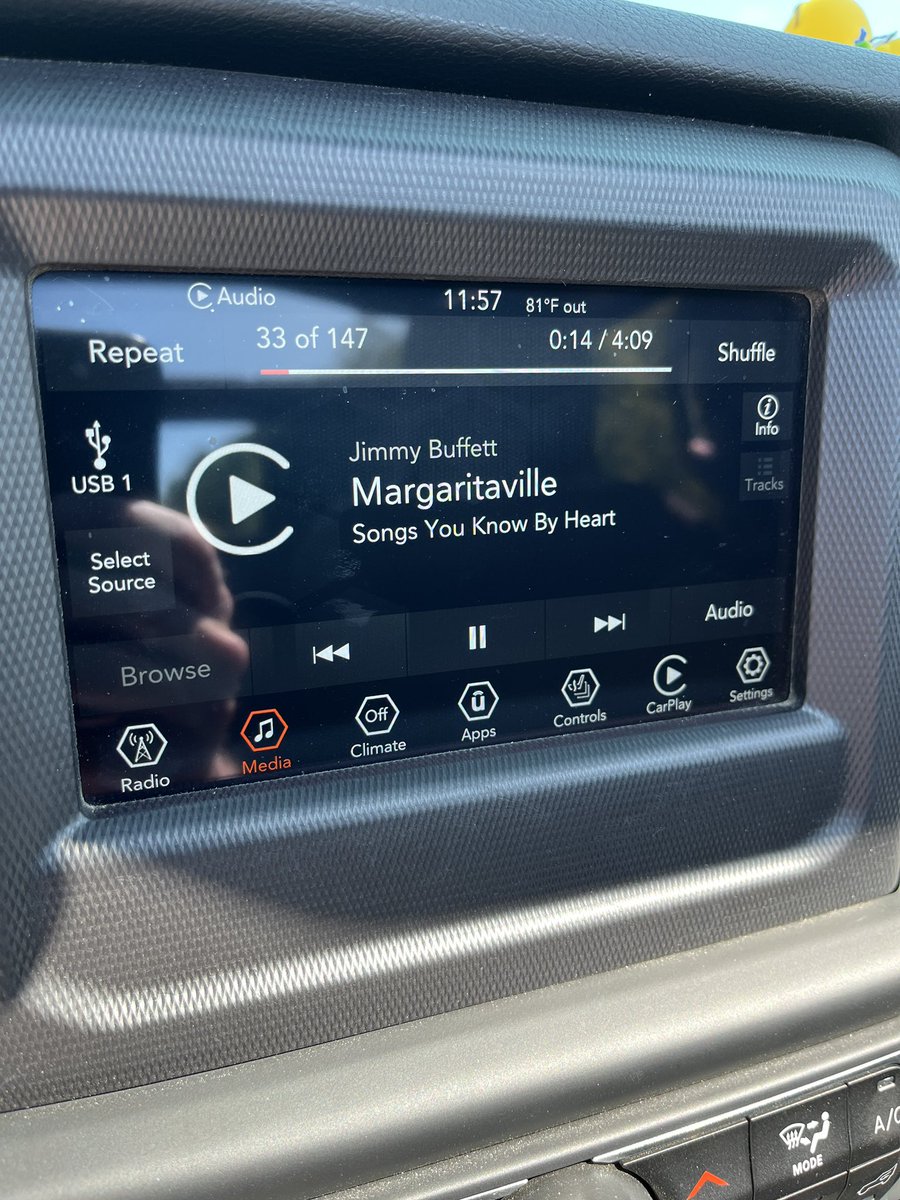 Audio
11:57 81°F out
Repeat
33 of 147
0:14 / 4:09
Shuffle
USB 1
Jimmy Buffett
Margaritaville
Songs You Know By Heart
Info
Tracks
Select
Source
Browse
Audio
Radio
Media
Off
Climate
ū
Apps
Controls
CarPlay
Settings
MODE
A/C